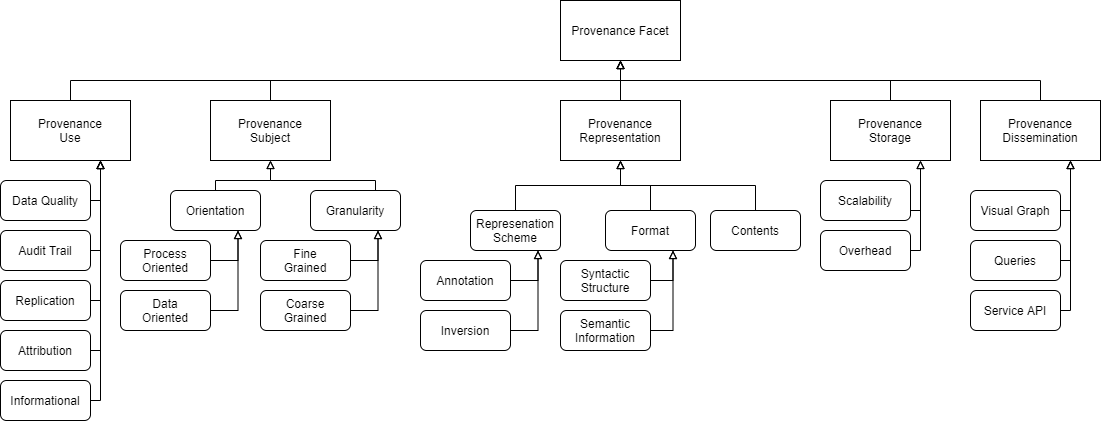 Provenance Facet
Provenance
Use
Provenance
Subject
Provenance
Representation
Provenance
Storage
Provenance
Dissemination
Data Quality
Audit Trail
Replication
Attribution
Informational
Orientation
Process
Oriented
Data
Oriented
Granularity
Fine
Grained
Coarse
Grained
Represenation
Scheme
Annotation
Inversion
Format
Syntactic
Structure
Semantic
Information
Contents
Scalability
Overhead
Visual Graph
Queries
Service API